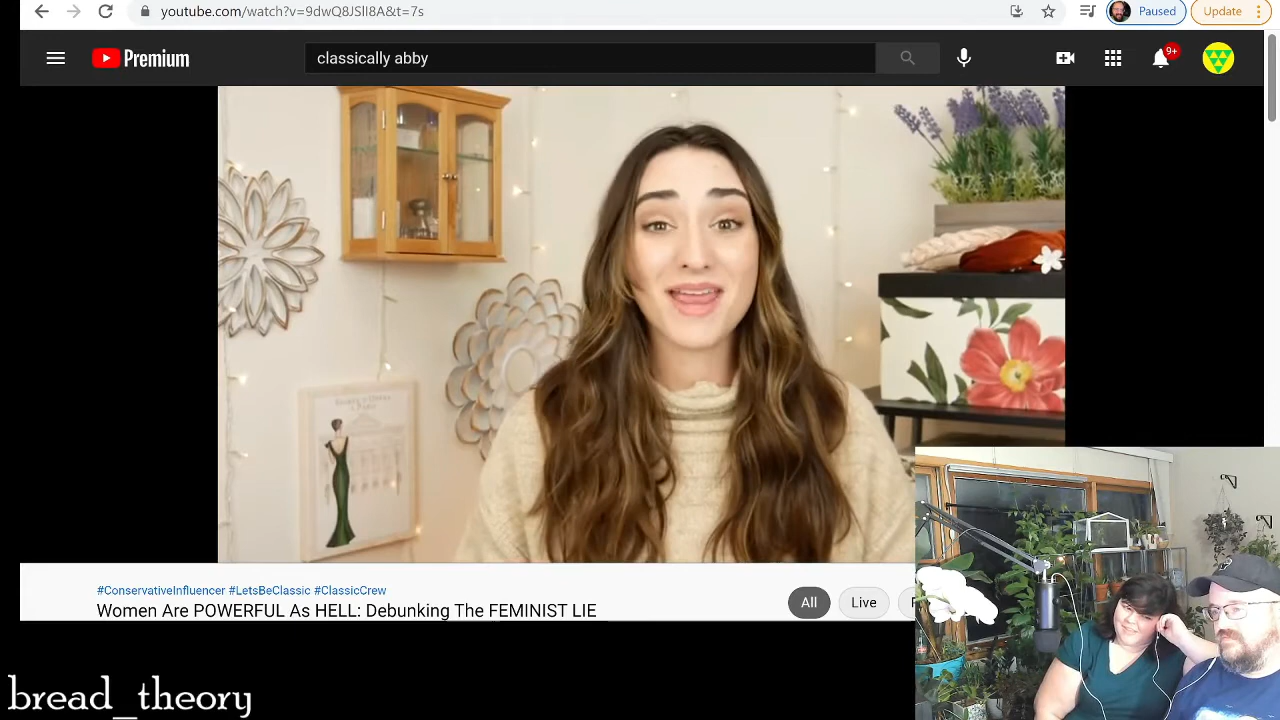 youtube.com/watch?v=9dwQ8JSlI8A&t=7s
Paused
Update
Premium
classically abby
9+
#ConservativeInfluencer #LetsBeClassic #ClassicCrew
Women Are POWERFUL As HELL: Debunking The FEMINIST LIE
All
Live
bread_theory